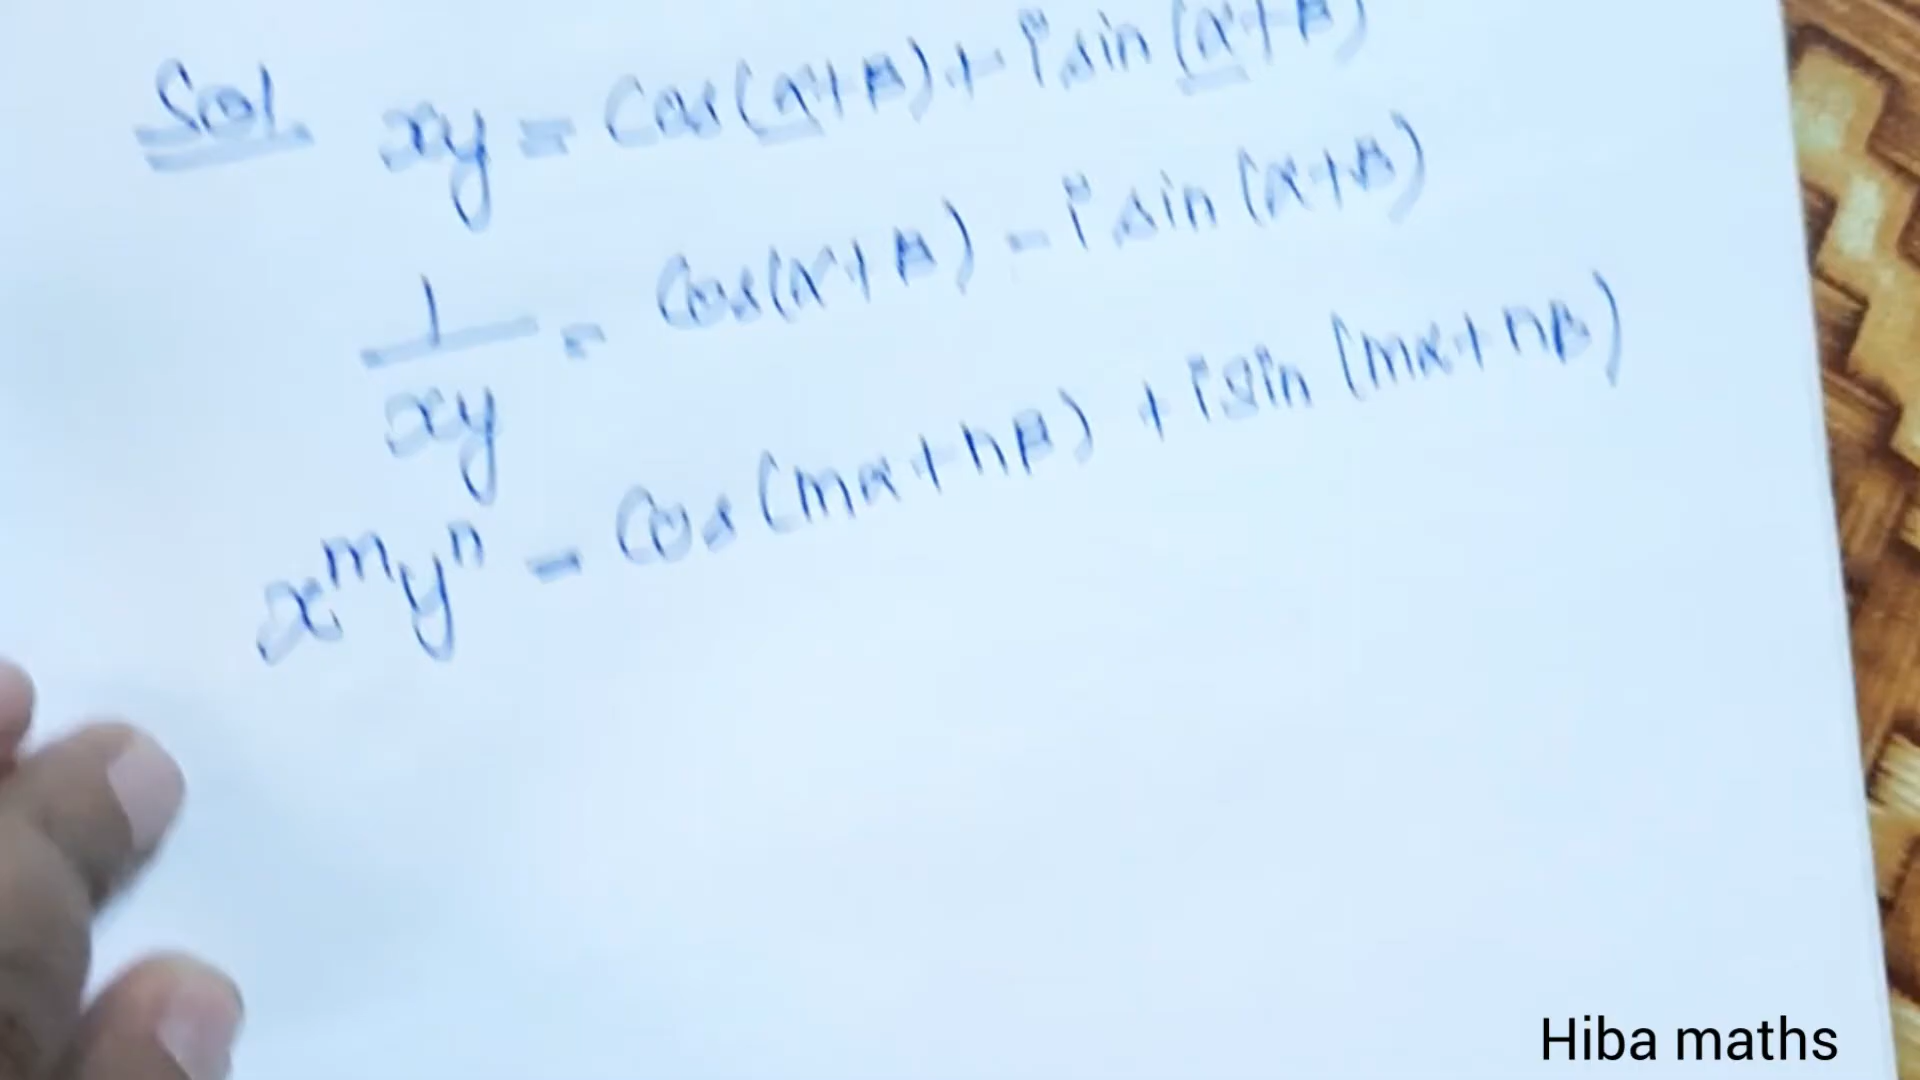 Sol. xy = Cos(α+β) + i sin(α+β)
1/xy = Cos(α+β) - i sin(α+β)
x^m y^n = Cos(mα+nβ) + i sin(mα+nβ)
Hiba maths